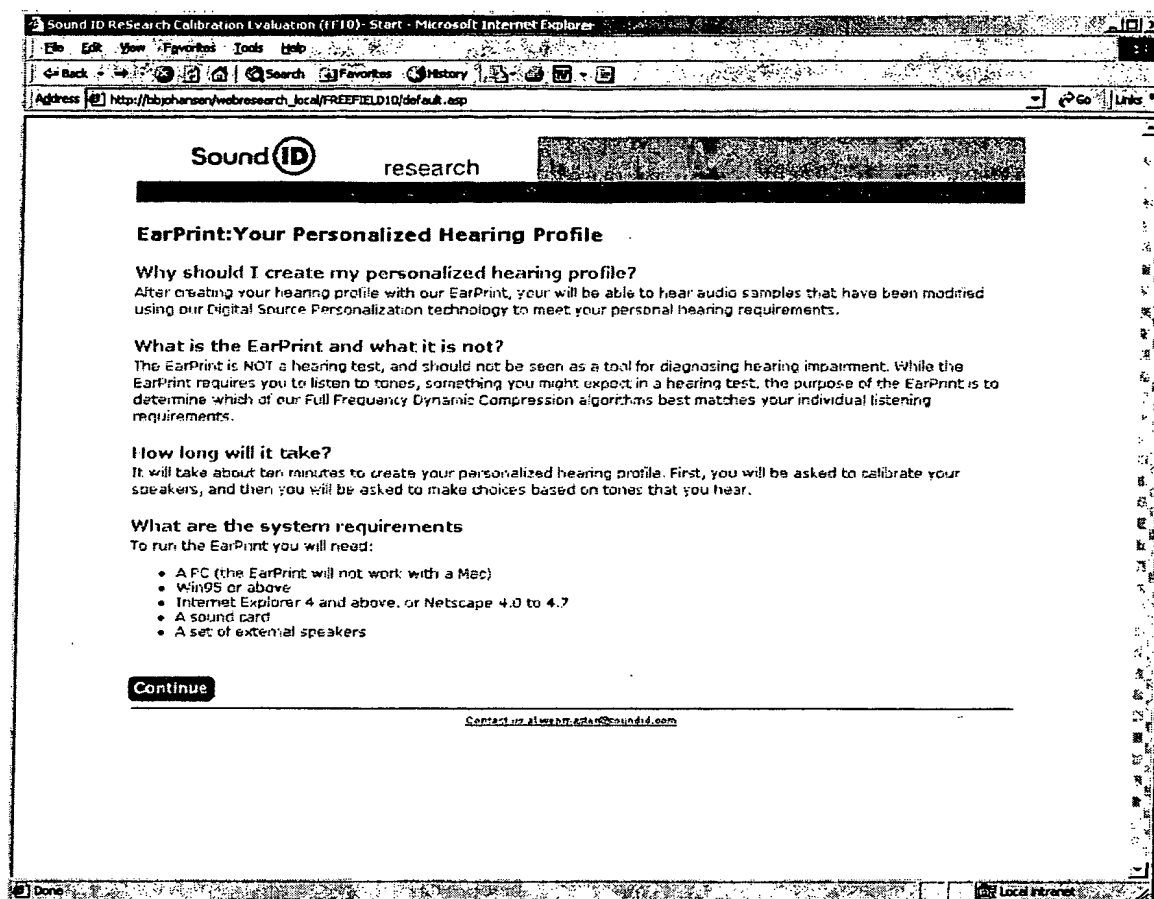 Sound ID ReSearch Calibration Evaluation (FF10)- Start - Microsoft Internet Explorer
File Edit View Favorites Tools Help
Back Search Favorites History
Address http://bbjohansen/webresearch_local/FREEFIELD10/default.asp Go Links
Sound ID research
EarPrint:Your Personalized Hearing Profile
Why should I create my personalized hearing profile?
After creating your hearing profile with our EarPrint, your will be able to hear audio samples that have been modified
using our Digital Source Personalization technology to meet your personal hearing requirements.
What is the EarPrint and what it is not?
The EarPrint is NOT a hearing test, and should not be seen as a tool for diagnosing hearing impairment. While the
EarPrint requires you to listen to tones, something you might expect in a hearing test, the purpose of the EarPrint is to
determine which of our Full Frequency Dynamic Compression algorithms best matches your individual listening
requirements.
How long will it take?
It will take about ten minutes to create your personalized hearing profile. First, you will be asked to calibrate your
speakers, and then you will be asked to make choices based on tones that you hear.
What are the system requirements
To run the EarPrint you will need:
• A PC (the EarPrint will not work with a Mac)
• Win95 or above
• Internet Explorer 4 and above, or Netscape 4.0 to 4.7
• A sound card
• A set of external speakers
Continue
Contact us at webmaster@soundid.com
Done Local intranet